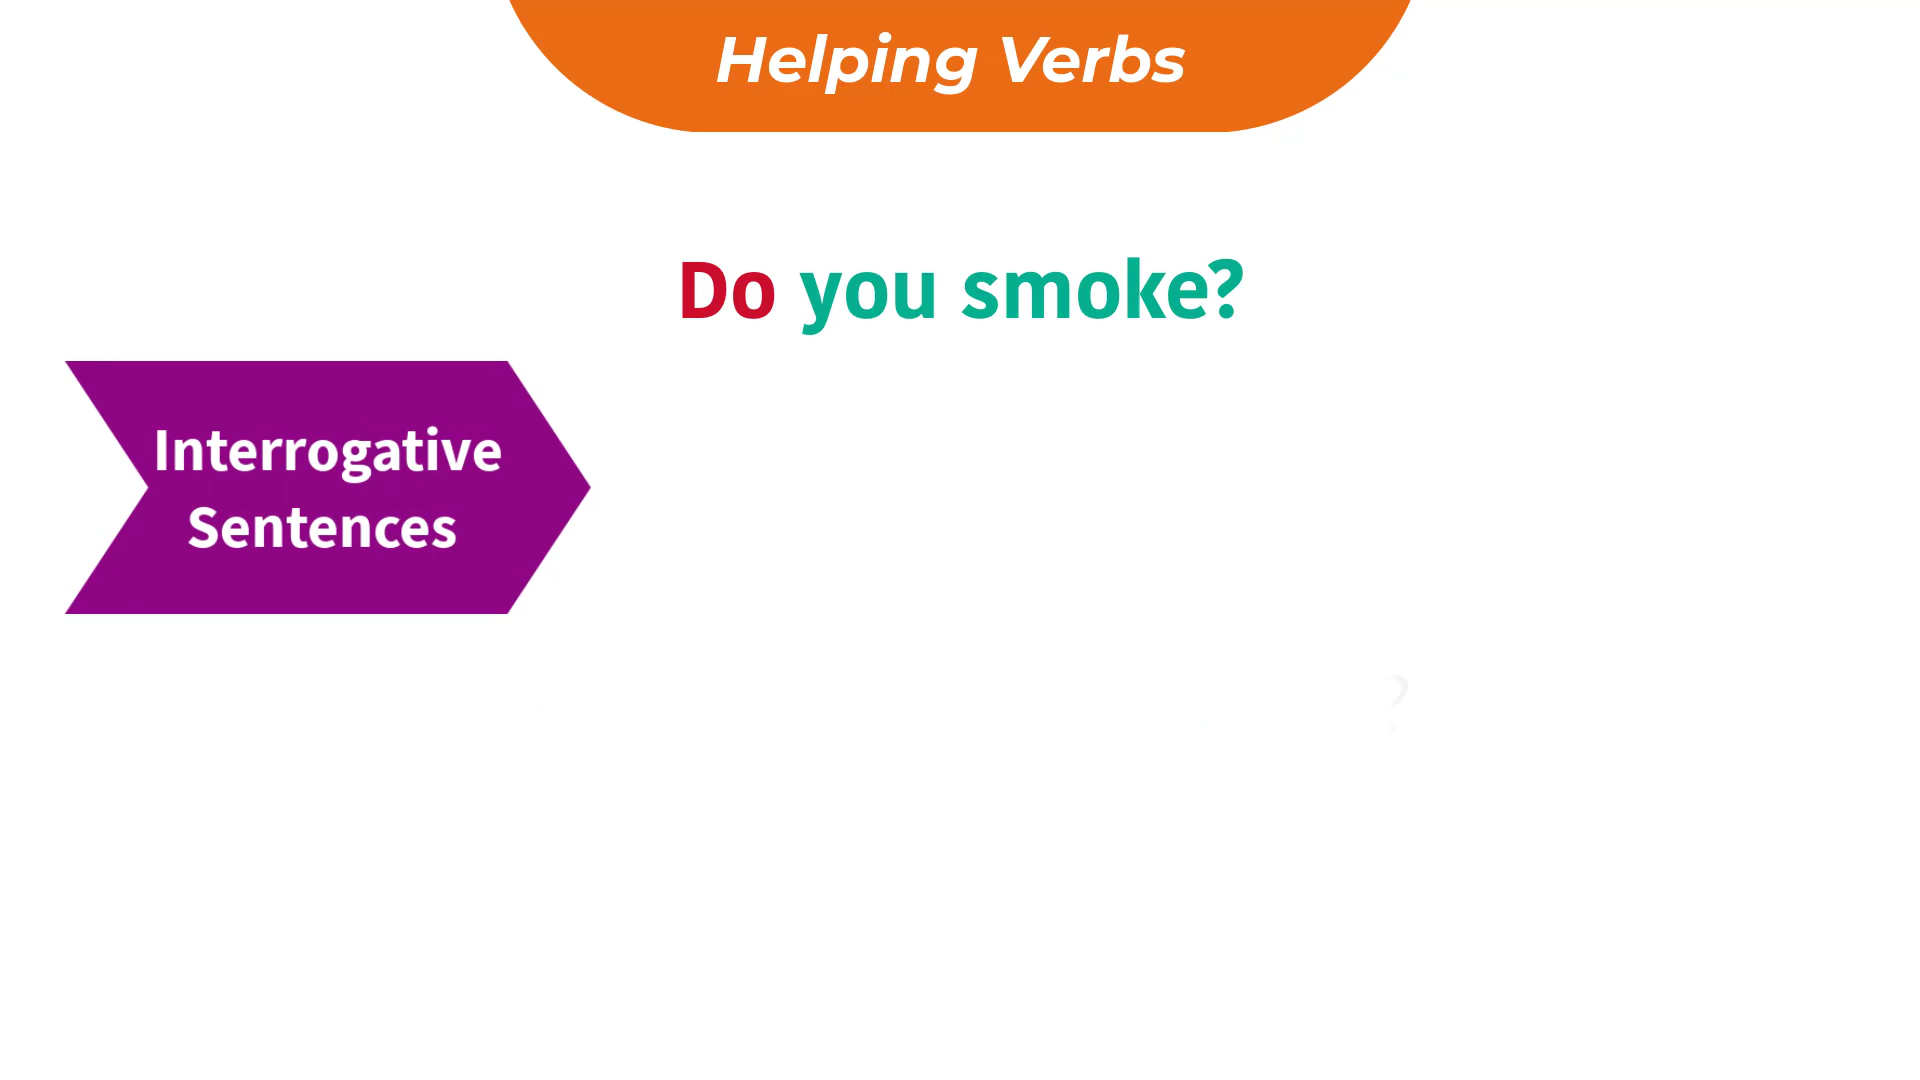 Helping Verbs
Do you smoke?
Interrogative
Sentences
?